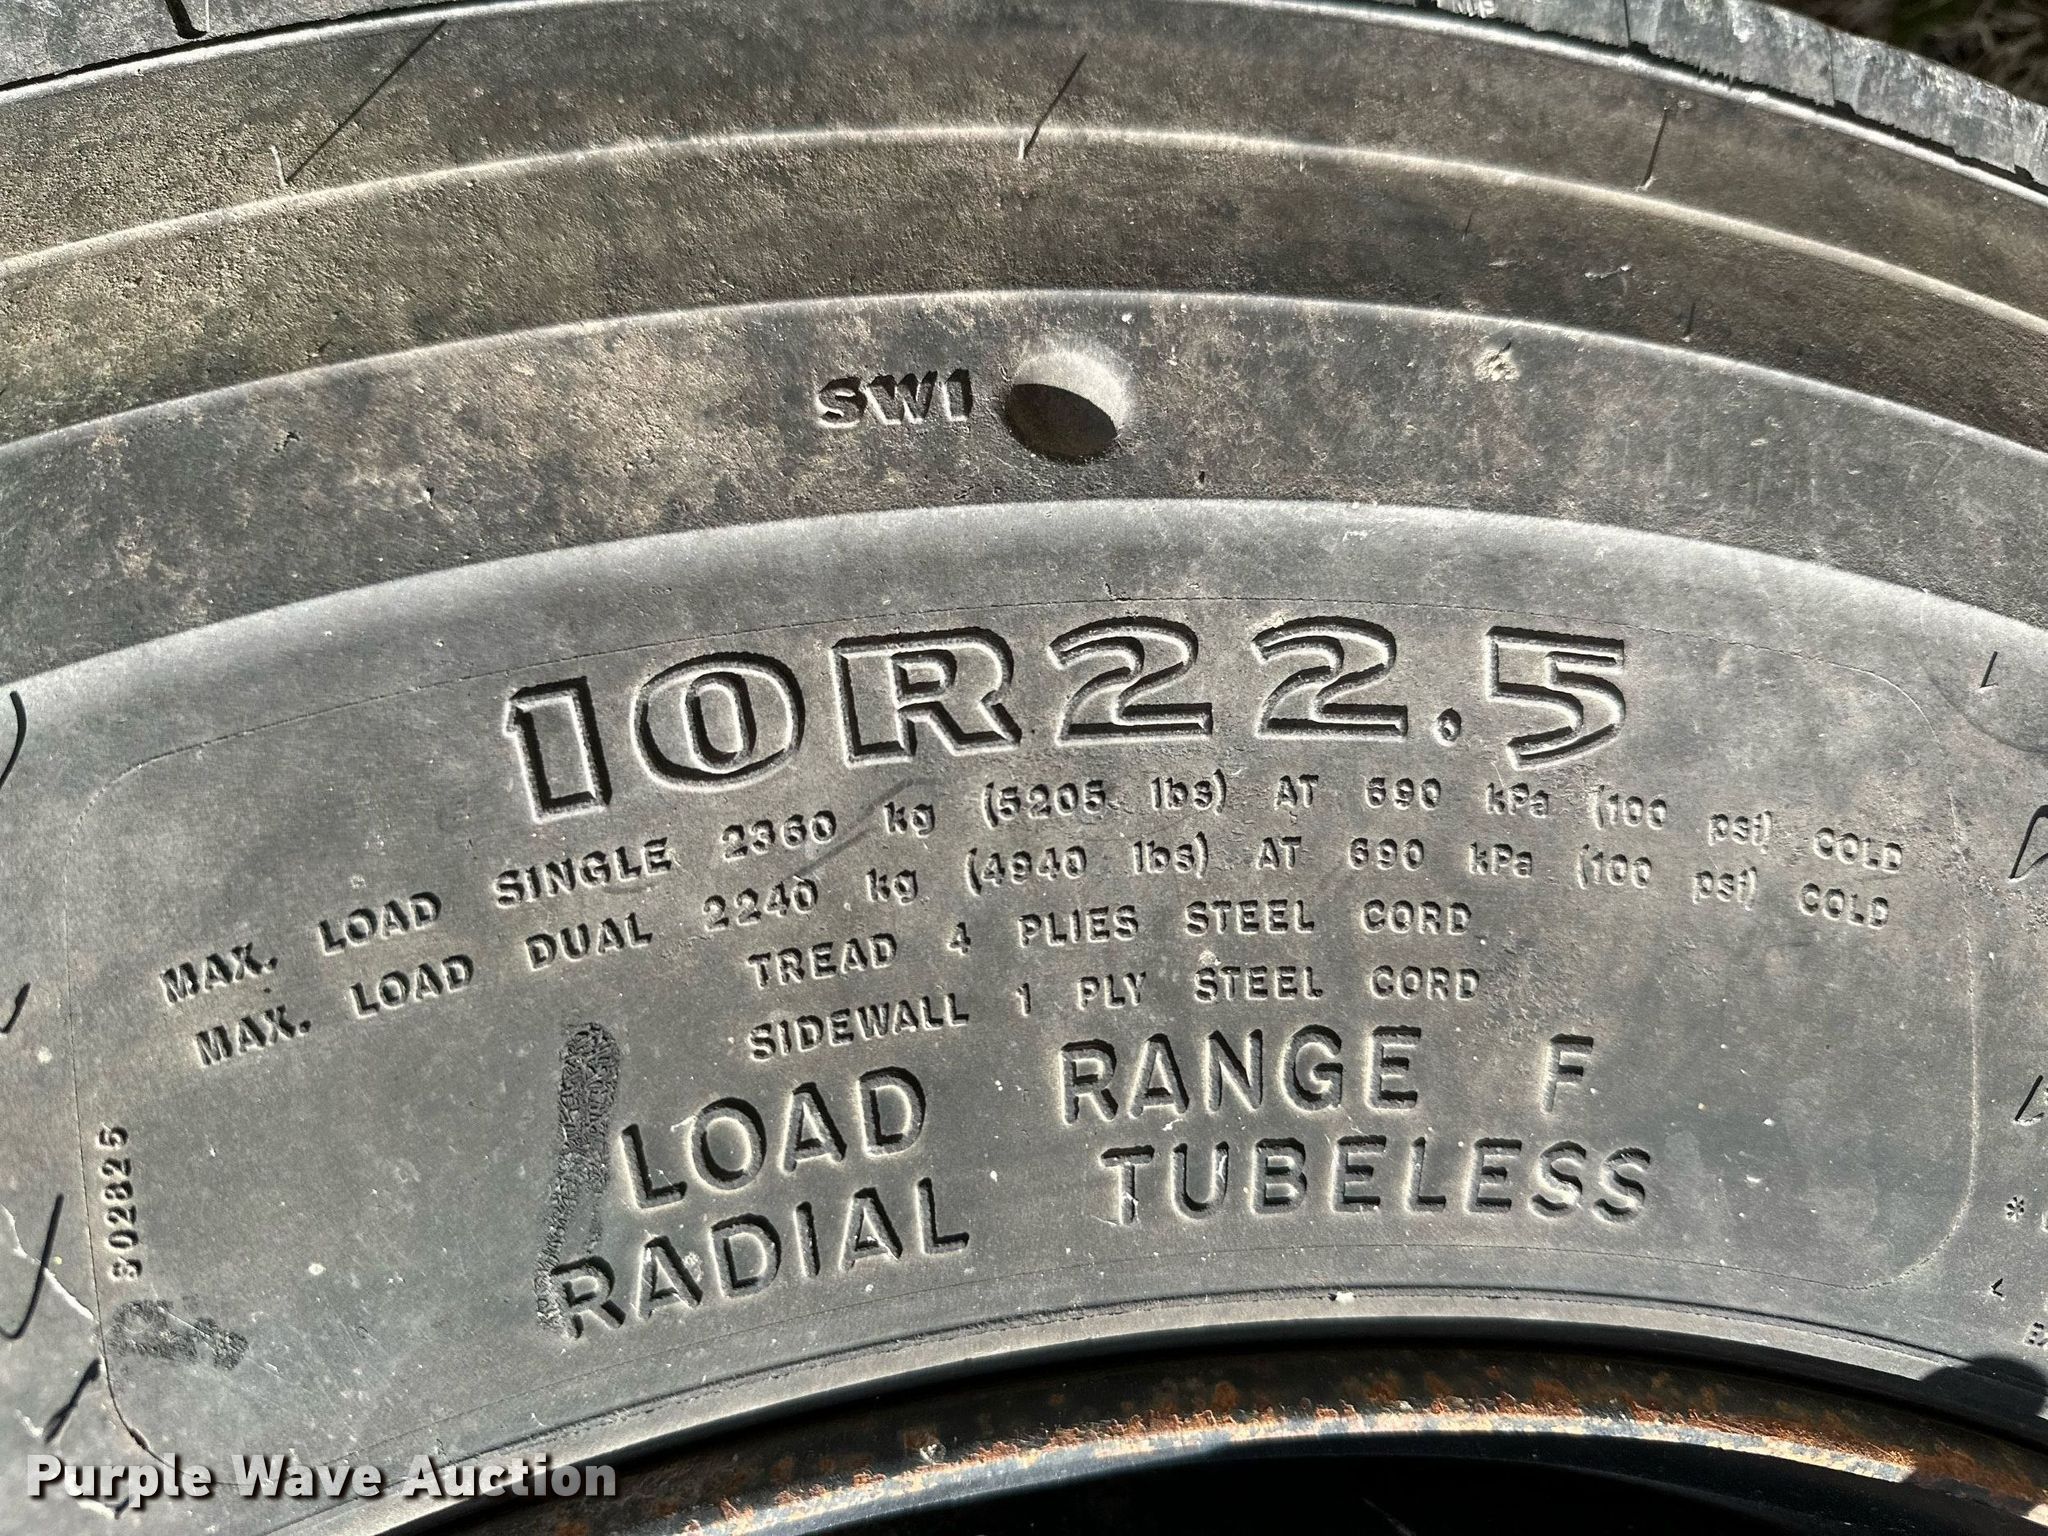 SW1
10R22.5
MAX. LOAD SINGLE 2360 kg (5205 lbs) AT 690 kPa (100 psi) COLD
MAX. LOAD DUAL 2240 kg (4940 lbs) AT 690 kPa (100 psi) COLD
TREAD 4 PLIES STEEL CORD
SIDEWALL 1 PLY STEEL CORD
LOAD RANGE F
RADIAL TUBELESS
Purple Wave Auction